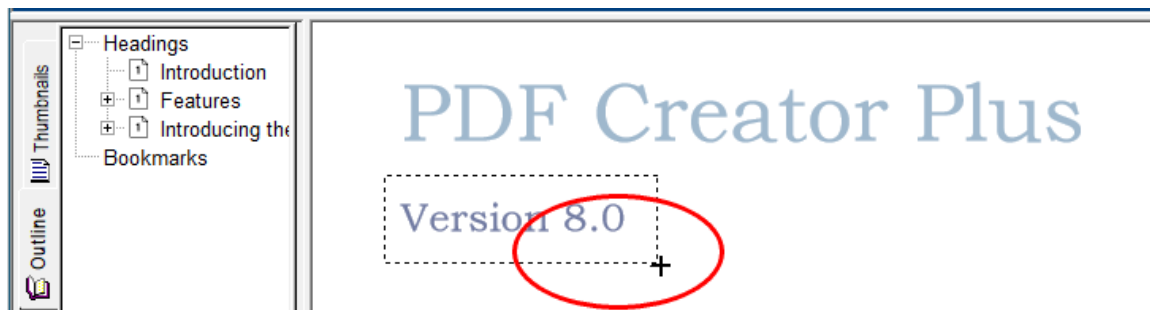 Thumbnails
Outline
Headings
Introduction
Features
Introducing the
Bookmarks
PDF Creator Plus
Version 8.0